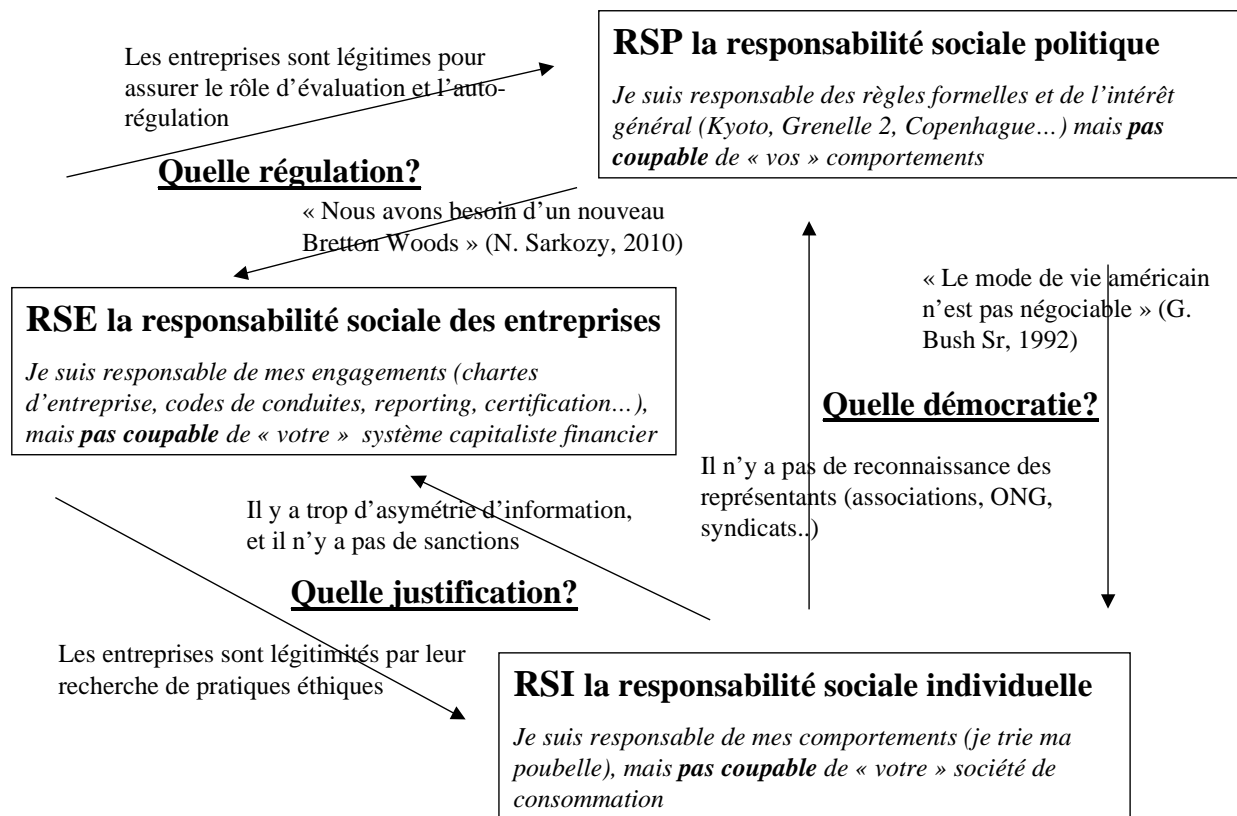 Les entreprises sont légitimes pour
assurer le rôle d'évaluation et l'auto-
régulation
RSP la responsabilité sociale politique
Je suis responsable des règles formelles et de l'intérêt
général (Kyoto, Grenelle 2, Copenhague…) mais pas
coupable de « vos » comportements
Quelle régulation?
« Nous avons besoin d'un nouveau
Bretton Woods » (N. Sarkozy, 2010)
« Le mode de vie américain
n'est pas négociable » (G.
Bush Sr, 1992)
RSE la responsabilité sociale des entreprises
Je suis responsable de mes engagements (chartes
d'entreprise, codes de conduites, reporting, certification…),
mais pas coupable de « votre » système capitaliste financier
Quelle démocratie?
Il n'y a pas de reconnaissance des
représentants (associations, ONG,
syndicats..)
Il y a trop d'asymétrie d'information,
et il n'y a pas de sanctions
Quelle justification?
Les entreprises sont légitimités par leur
recherche de pratiques éthiques
RSI la responsabilité sociale individuelle
Je suis responsable de mes comportements (je trie ma
poubelle), mais pas coupable de « votre » société de
consommation